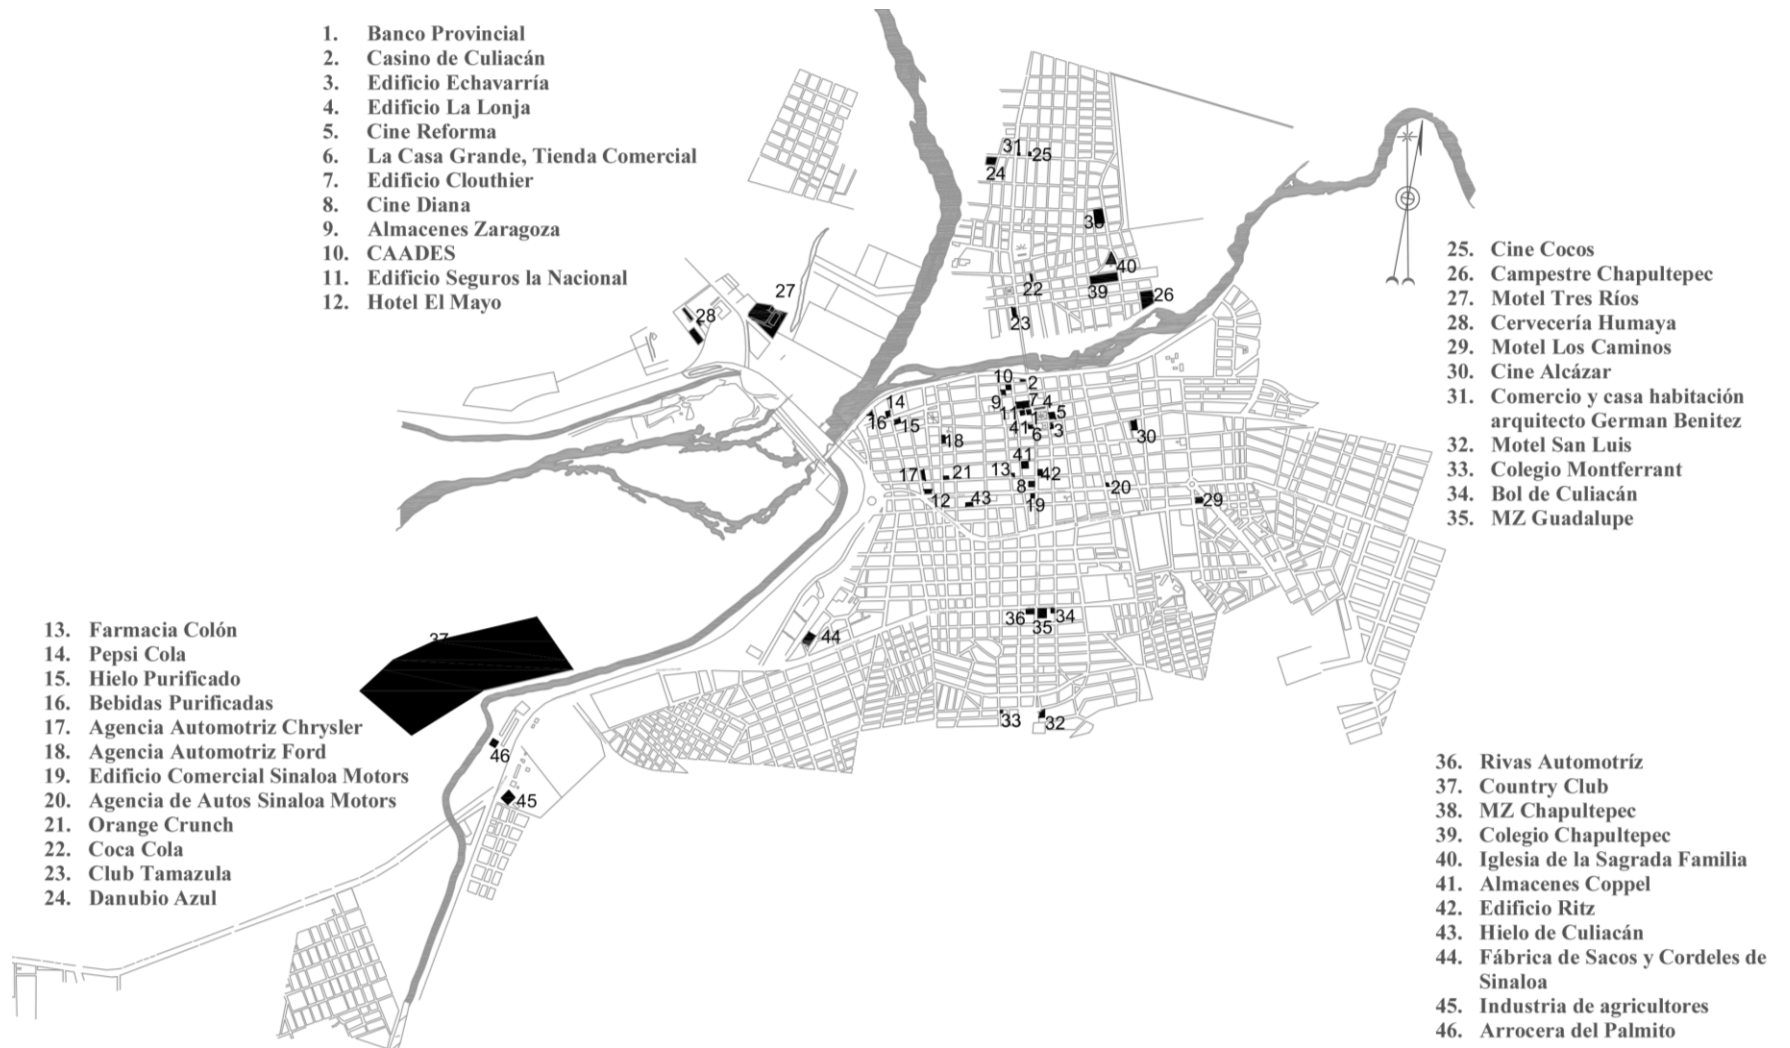 1. Banco Provincial
2. Casino de Culiacán
3. Edificio Echavarría
4. Edificio La Lonja
5. Cine Reforma
6. La Casa Grande, Tienda Comercial
7. Edificio Clouthier
8. Cine Diana
9. Almacenes Zaragoza
10. CAADES
11. Edificio Seguros la Nacional
12. Hotel El Mayo
13. Farmacia Colón
14. Pepsi Cola
15. Hielo Purificado
16. Bebidas Purificadas
17. Agencia Automotriz Chrysler
18. Agencia Automotriz Ford
19. Edificio Comercial Sinaloa Motors
20. Agencia de Autos Sinaloa Motors
21. Orange Crunch
22. Coca Cola
23. Club Tamazula
24. Danubio Azul
25. Cine Cocos
26. Campestre Chapultepec
27. Motel Tres Ríos
28. Cervecería Humaya
29. Motel Los Caminos
30. Cine Alcázar
31. Comercio y casa habitación
arquitecto German Benitez
32. Motel San Luis
33. Colegio Montferrant
34. Bol de Culiacán
35. MZ Guadalupe
36. Rivas Automotríz
37. Country Club
38. MZ Chapultepec
39. Colegio Chapultepec
40. Iglesia de la Sagrada Familia
41. Almacenes Coppel
42. Edificio Ritz
43. Hielo de Culiacán
44. Fábrica de Sacos y Cordeles de
Sinaloa
45. Industria de agricultores
46. Arrocera del Palmito
31
25
24
38
40
22
39
26
27
23
28
10
2
9
7
4
14
16
15
11
1
5
41
6
3
30
18
41
17
21
13
42
8
20
12
43
19
29
36
35
34
44
37
33
32
46
45